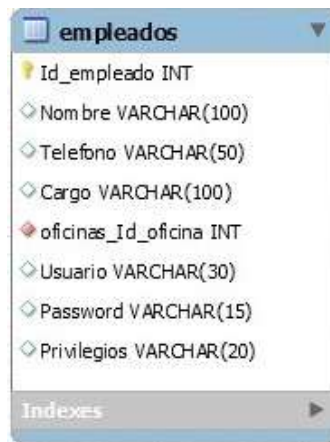 empleados
Id_empleado INT
Nombre VARCHAR(100)
Telefono VARCHAR(50)
Cargo VARCHAR(100)
oficinas_Id_oficina INT
Usuario VARCHAR(30)
Password VARCHAR(15)
Privilegios VARCHAR(20)
Indexes